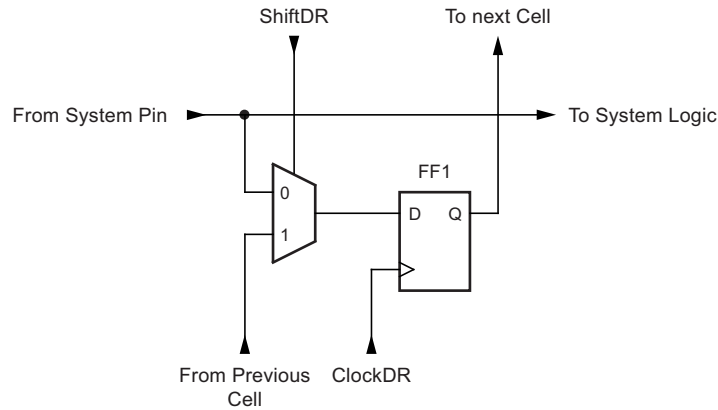 ShiftDR
To next Cell
From System Pin
To System Logic
FF1
0
D
Q
1
From Previous
Cell
ClockDR